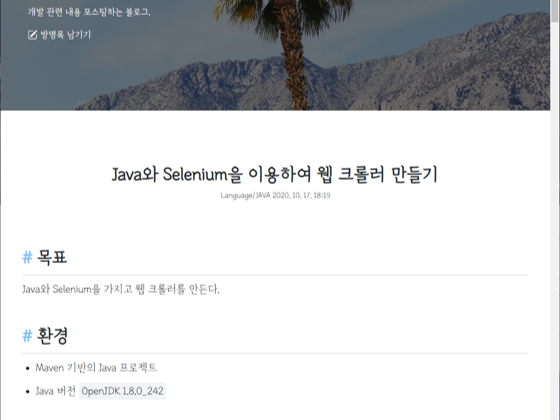 개발 관련 내용 포스팅하는 블로그.
방명록 남기기
Java와 Selenium을 이용하여 웹 크롤러 만들기
Language/JAVA 2020, 10, 17, 18:19
# 목표
Java와 Selenium을 가지고 웹 크롤러를 만든다.
# 환경
• Maven 기반의 Java 프로젝트
• Java 버전 OpenJDK 1.8.0_242